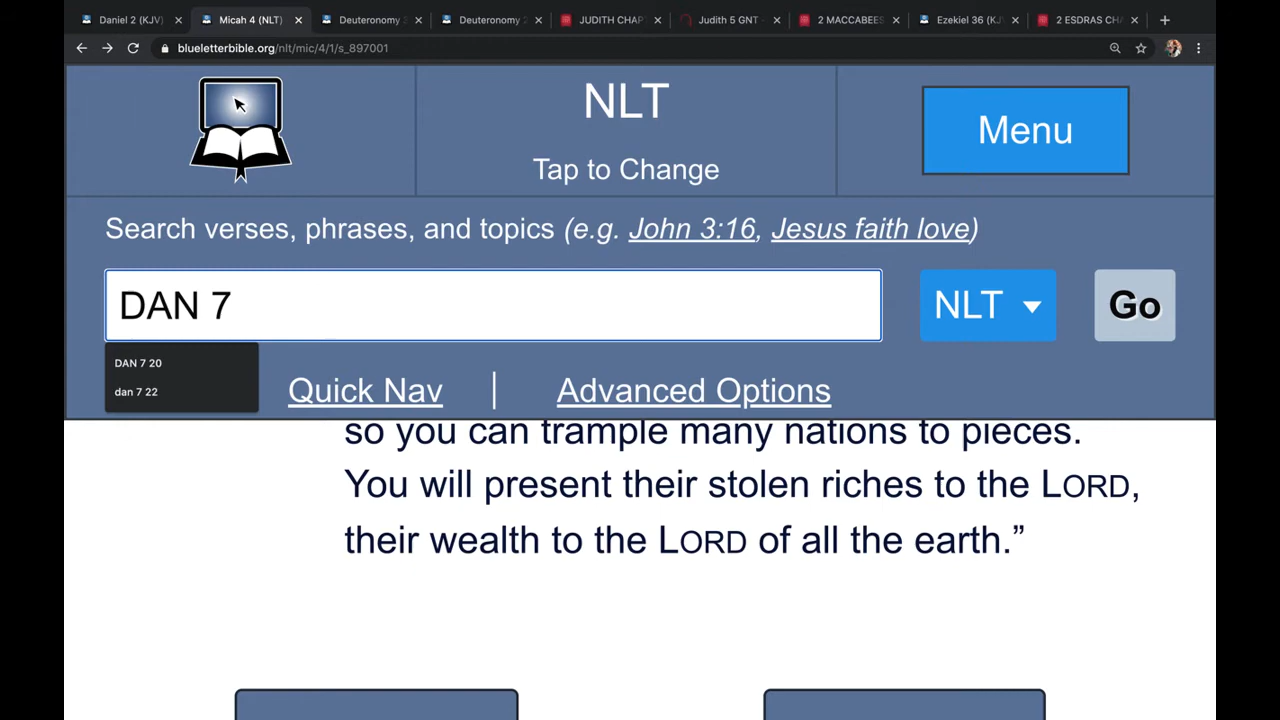 Daniel 2 (KJV) Micah 4 (NLT) Deuteronomy Deuteronomy JUDITH CHAP Judith 5 GNT - 2 MACCABEES Ezekiel 36 (KJV 2 ESDRAS CHA
blueletterbible.org/nlt/mic/4/1/s_897001
NLT
Tap to Change
Menu
Search verses, phrases, and topics (e.g. John 3:16, Jesus faith love)
DAN 7
NLT
Go
DAN 7 20
dan 7 22
Quick Nav | Advanced Options
so you can trample many nations to pieces.
You will present their stolen riches to the LORD,
their wealth to the LORD of all the earth.”